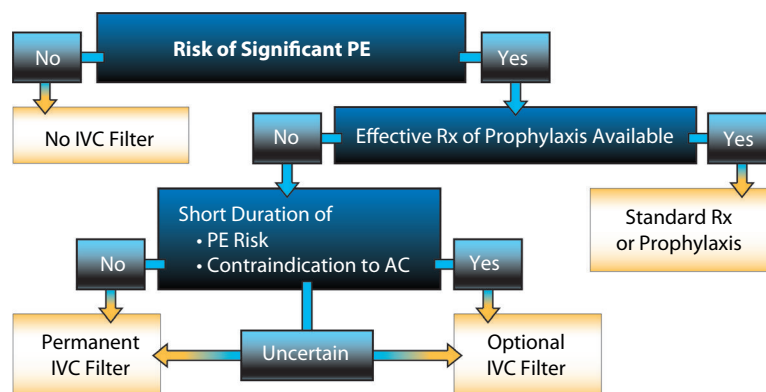 Risk of Significant PE
No
Yes
No IVC Filter
No
Effective Rx of Prophylaxis Available
Yes
Short Duration of
• PE Risk
• Contraindication to AC
Standard Rx
or Prophylaxis
No
Yes
Permanent
IVC Filter
Uncertain
Optional
IVC Filter